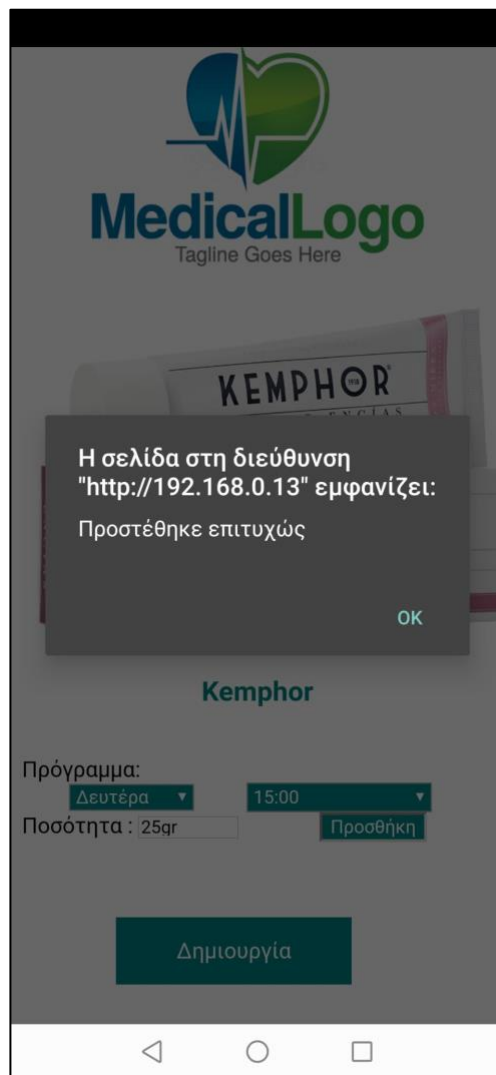 MedicalLogo
Tagline Goes Here
KEMPHOR
ENCÍAS
Η σελίδα στη διεύθυνση
"http://192.168.0.13" εμφανίζει:
Προστέθηκε επιτυχώς
OK
Kemphor
Πρόγραμμα:
Δευτέρα 15:00
Ποσότητα : 25gr Προσθήκη
Δημιουργία